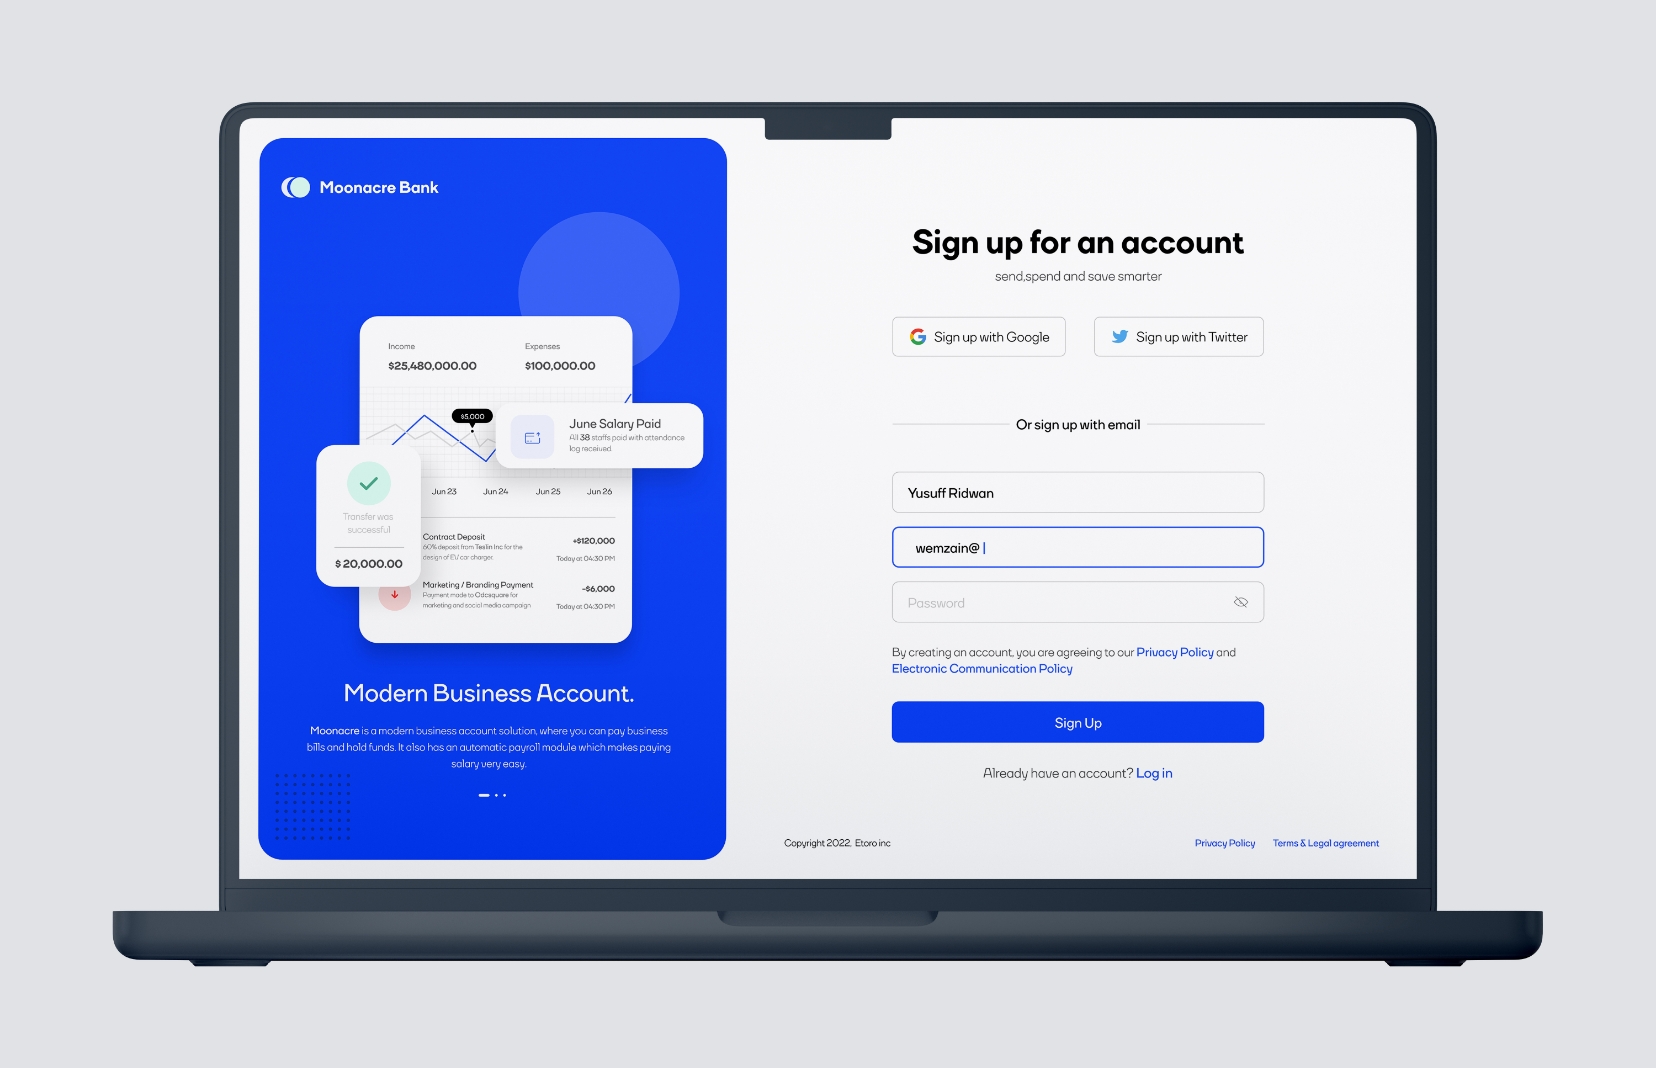 Moonacre Bank
Income
Expenses
$25,480,000.00
$100,000.00
$5,000
June Salary Paid
All 38 staffs paid with attendance
log received.
Transfer was
successful
$ 20,000.00
Jun 23
Jun 24
Jun 25
Jun 26
Contract Deposit
60% deposit from Teslin Inc for the
design of EU car charger.
+$120,000
Today at 04:30 PM
Marketing / Branding Payment
Payment made to Odcsquare for
marketing and social media campaign
-$6,000
Today at 04:30 PM
Modern Business Account.
Moonacre is a modern business account solution, where you can pay business
bills and hold funds. It also has an automatic payroll module which makes paying
salary very easy.
Sign up for an account
send,spend and save smarter
Sign up with Google
Sign up with Twitter
Or sign up with email
Yusuff Ridwan
wemzain@
Password
By creating an account, you are agreeing to our Privacy Policy and
Electronic Communication Policy
Sign Up
Already have an account? Log in
Copyright 2022, Etoro inc
Privacy Policy
Terms & Legal agreement